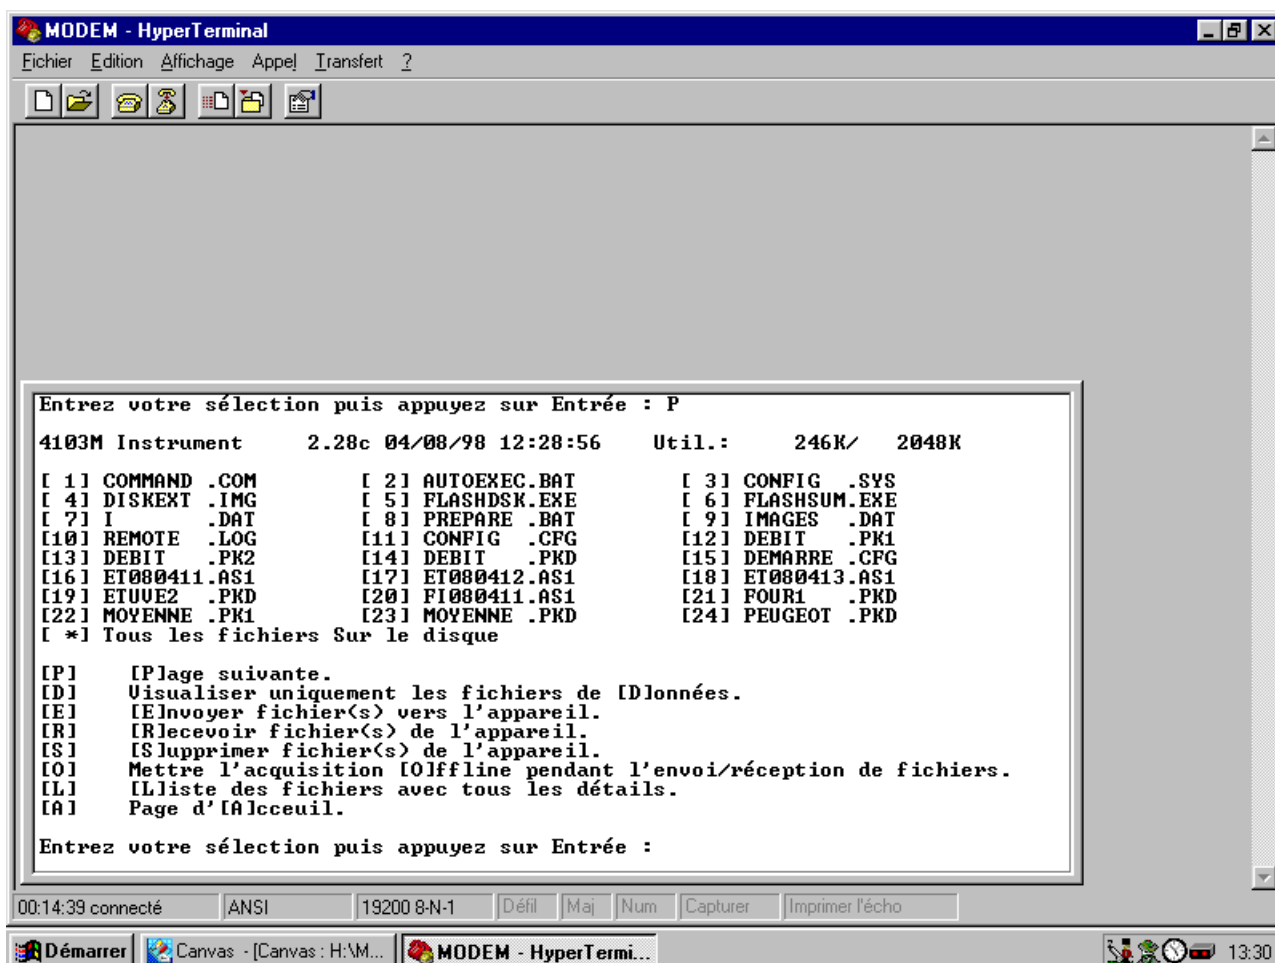 MODEM - HyperTerminal
Fichier Edition Affichage Appel Transfert ?
Entrez votre sélection puis appuyez sur Entrée : P
4103M Instrument 2.28c 04/08/98 12:28:56 Util.: 246K/ 2048K
[ 1] COMMAND .COM [ 2] AUTOEXEC.BAT [ 3] CONFIG .SYS
[ 4] DISKEXT .IMG [ 5] FLASHDSK.EXE [ 6] FLASHSUM.EXE
[ 7] I .DAT [ 8] PREPARE .BAT [ 9] IMAGES .DAT
[10] REMOTE .LOG [11] CONFIG .CFG [12] DEBIT .PK1
[13] DEBIT .PK2 [14] DEBIT .PKD [15] DEMARRE .CFG
[16] ET080411.AS1 [17] ET080412.AS1 [18] ET080413.AS1
[19] ETUVE2 .PKD [20] FI080411.AS1 [21] FOUR1 .PKD
[22] MOYENNE .PK1 [23] MOYENNE .PKD [24] PEUGEOT .PKD
[ *] Tous les fichiers Sur le disque
[P] [P]age suivante.
[D] Visualiser uniquement les fichiers de [D]onnées.
[E] [E]nvoyer fichier(s) vers l'appareil.
[R] [R]ecevoir fichier(s) de l'appareil.
[S] [S]upprimer fichier(s) de l'appareil.
[O] Mettre l'acquisition [O]ffline pendant l'envoi/réception de fichiers.
[L] [L]iste des fichiers avec tous les détails.
[A] Page d'[A]cceuil.
Entrez votre sélection puis appuyez sur Entrée :
00:14:39 connecté ANSI 19200 8-N-1 Défil Maj Num Capturer Imprimer l'écho
Démarrer Canvas - [Canvas : H:\M... MODEM - HyperTermi... 13:30